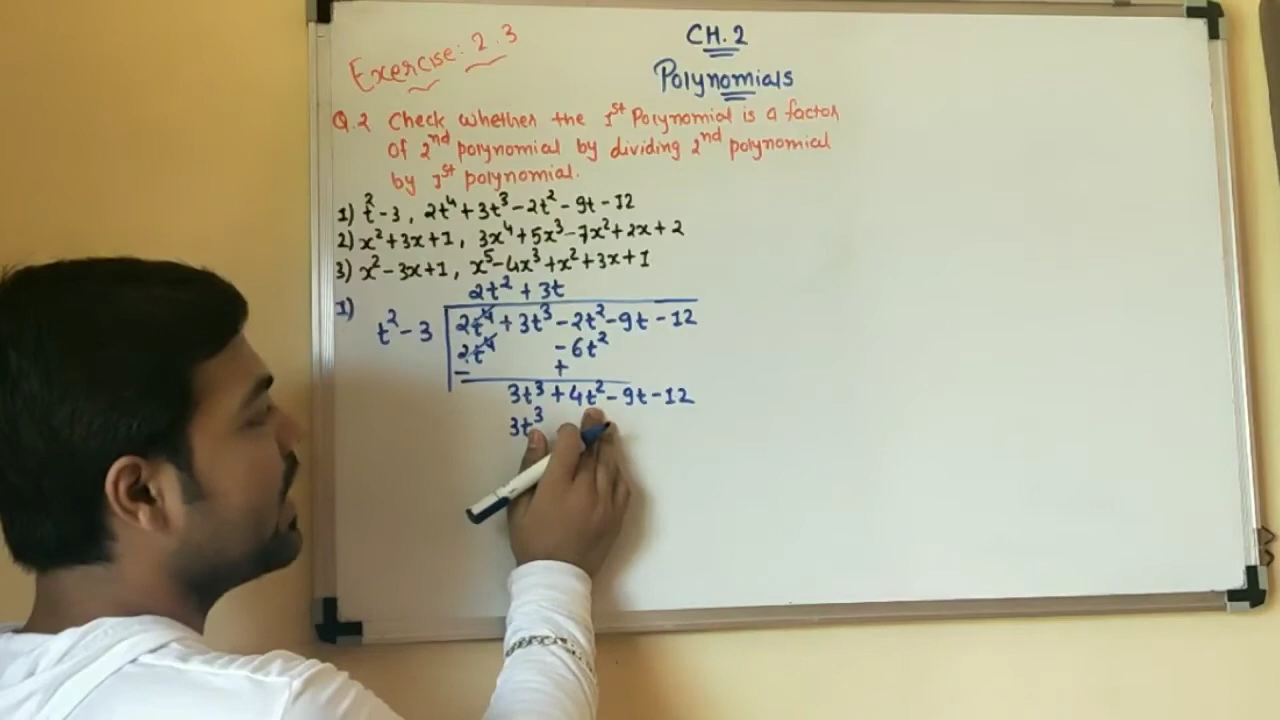 Exercise: 2.3
CH.2
Polynomials
Q.2 Check whether the 1st Polynomial is a factor
Of 2nd polynomial by dividing 2nd polynomial
by 1st polynomial.
1) t² - 3, 2t⁴ + 3t³ - 2t² - 9t - 12
2) x² + 3x + 1, 3x⁴ + 5x³ - 7x² + 2x + 2
3) x² - 3x + 1, x⁵ - 4x³ + x² + 3x + 1
2t² + 3t
1) t² - 3 2t⁴ + 3t³ - 2t² - 9t - 12
2t⁴ - 6t²
- +
3t³ + 4t² - 9t - 12
3t³